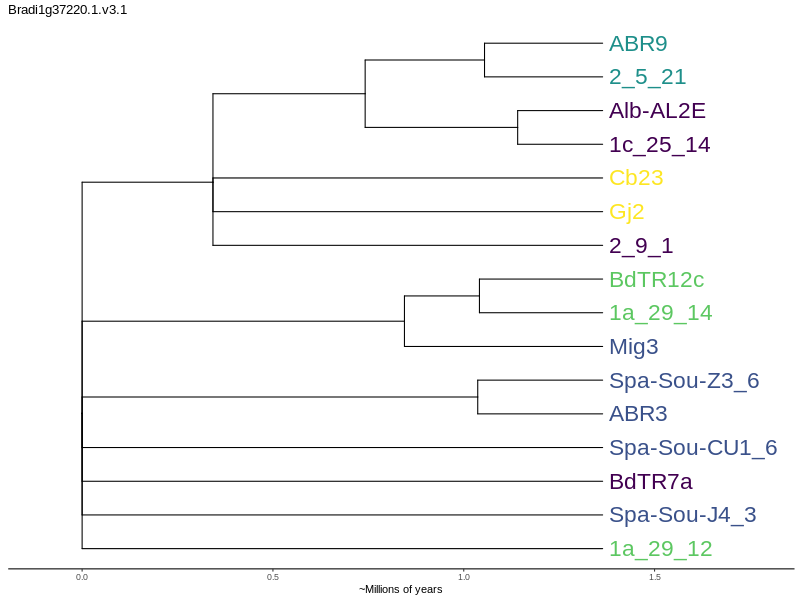 Bradi1g37220.1.v3.1
ABR9
2_5_21
Alb-AL2E
1c_25_14
Cb23
Gj2
2_9_1
BdTR12c
1a_29_14
Mig3
Spa-Sou-Z3_6
ABR3
Spa-Sou-CU1_6
BdTR7a
Spa-Sou-J4_3
1a_29_12
0.0 0.5 1.0 1.5
~Millions of years